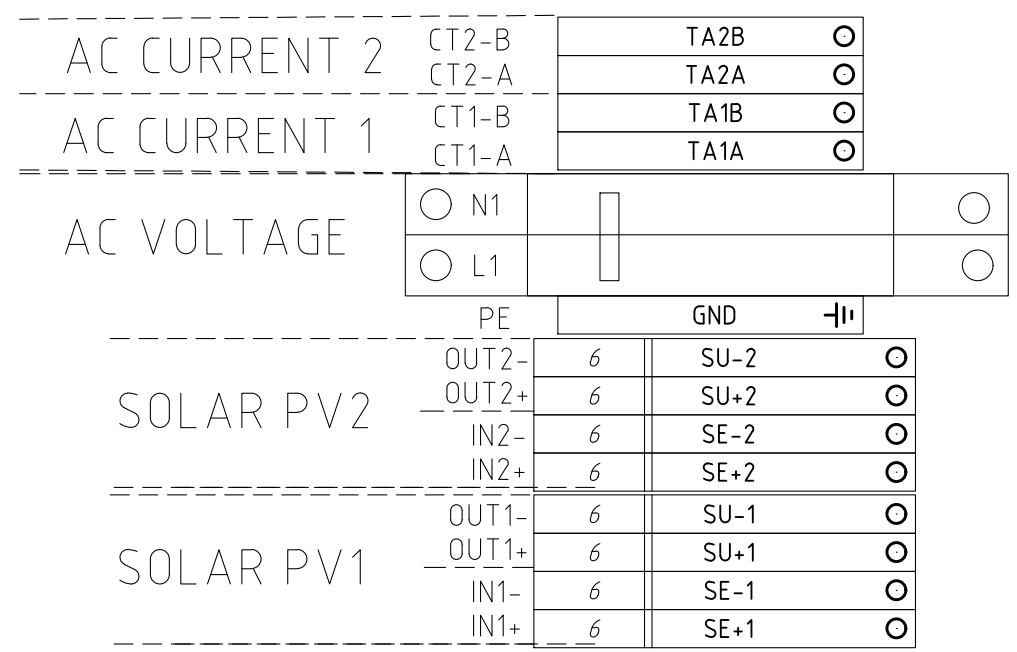 AC CURRENT 2
CT2-B TA2B
CT2-A TA2A
AC CURRENT 1
CT1-B TA1B
CT1-A TA1A
AC VOLTAGE
N1
L1
PE GND
SOLAR PV2
OUT2- 6 SU-2
OUT2+ 6 SU+2
IN2- 6 SE-2
IN2+ 6 SE+2
SOLAR PV1
OUT1- 6 SU-1
OUT1+ 6 SU+1
IN1- 6 SE-1
IN1+ 6 SE+1